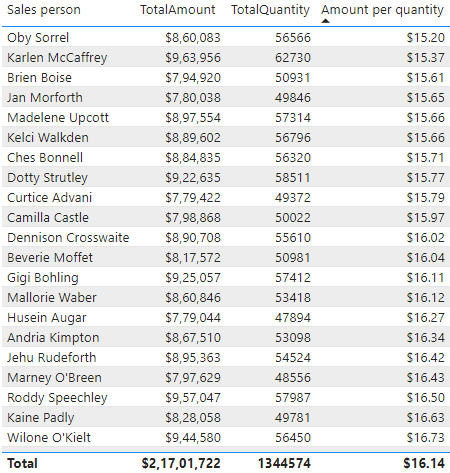 Sales person TotalAmount TotalQuantity Amount per quantity
Oby Sorrel $8,60,083 56566 $15.20
Karlen McCaffrey $9,63,956 62730 $15.37
Brien Boise $7,94,920 50931 $15.61
Jan Morforth $7,80,038 49846 $15.65
Madelene Upcott $8,97,554 57314 $15.66
Kelci Walkden $8,89,602 56796 $15.66
Ches Bonnell $8,84,835 56320 $15.71
Dotty Strutley $9,22,635 58511 $15.77
Curtice Advani $7,79,422 49372 $15.79
Camilla Castle $7,98,868 50022 $15.97
Dennison Crosswaite $8,90,708 55610 $16.02
Beverie Moffet $8,17,572 50981 $16.04
Gigi Bohling $9,25,057 57412 $16.11
Mallorie Waber $8,60,846 53418 $16.12
Husein Augar $7,79,044 47894 $16.27
Andria Kimpton $8,67,510 53098 $16.34
Jehu Rudeforth $8,95,363 54524 $16.42
Marney O'Breen $7,97,629 48556 $16.43
Roddy Speechley $9,57,047 57987 $16.50
Kaine Padly $8,28,058 49781 $16.63
Wilone O'Kielt $9,44,580 56450 $16.73
Total $2,17,01,722 1344574 $16.14